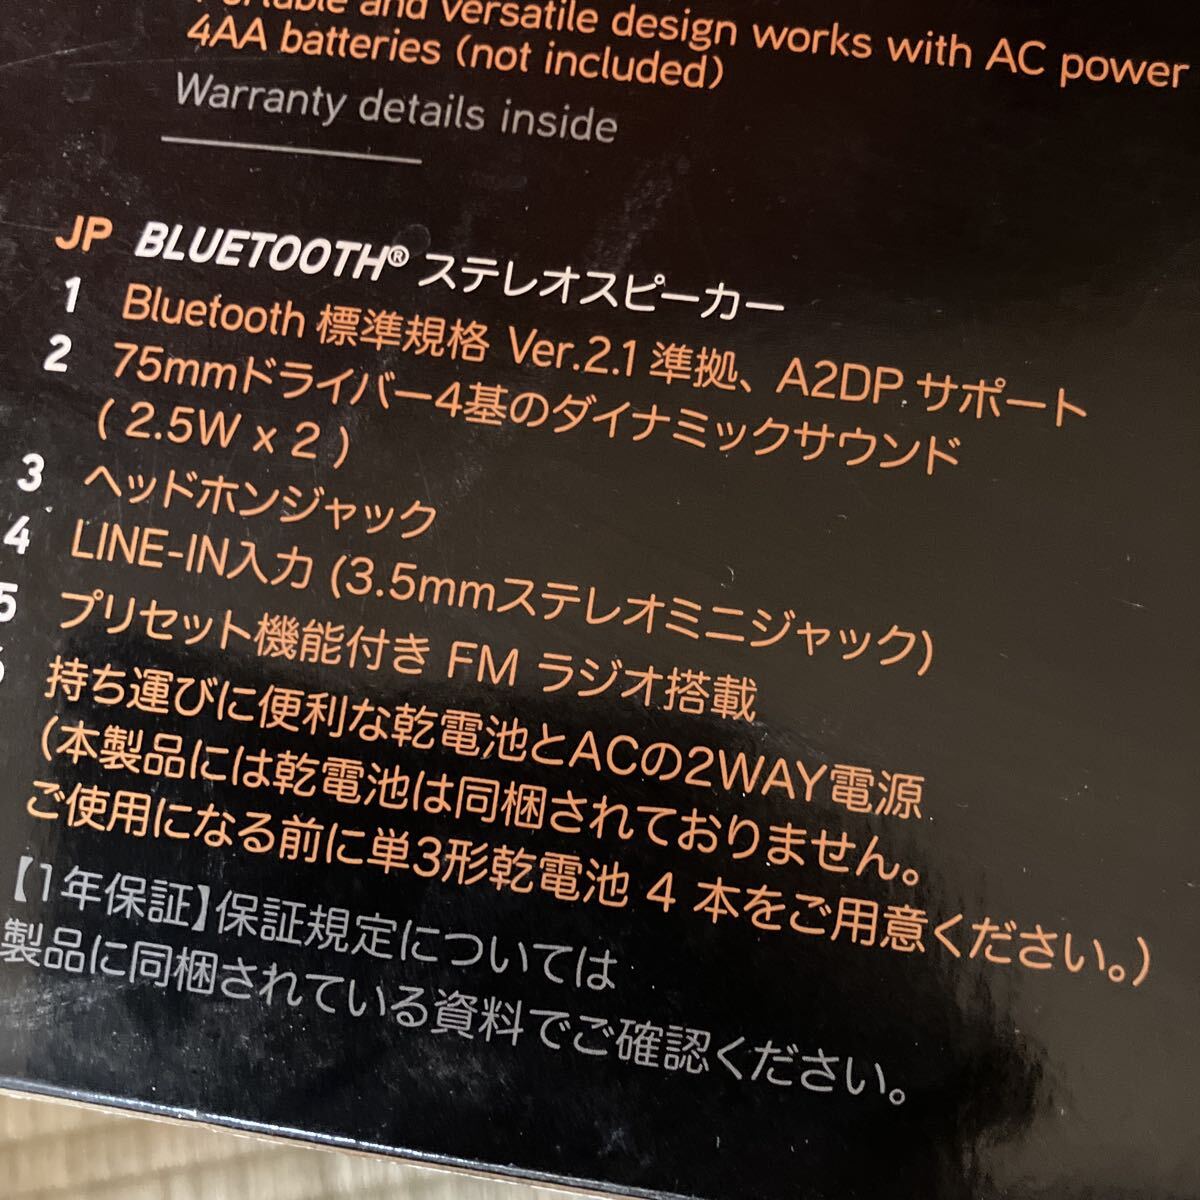 Portable and versatile design works with AC power
4AA batteries (not included)
Warranty details inside
JP BLUETOOTH® ステレオスピーカー
1 Bluetooth 標準規格 Ver.2.1 準拠、A2DP サポート
2 75mmドライバー4基のダイナミックサウンド
( 2.5W x 2 )
3 ヘッドホンジャック
4 LINE-IN入力 (3.5mmステレオミニジャック)
5 プリセット機能付き FM ラジオ搭載
6 持ち運びに便利な乾電池とACの2WAY電源
(本製品には乾電池は同梱されておりません。
ご使用になる前に単3形乾電池 4 本をご用意ください。)
【1年保証】保証規定については
製品に同梱されている資料でご確認ください。